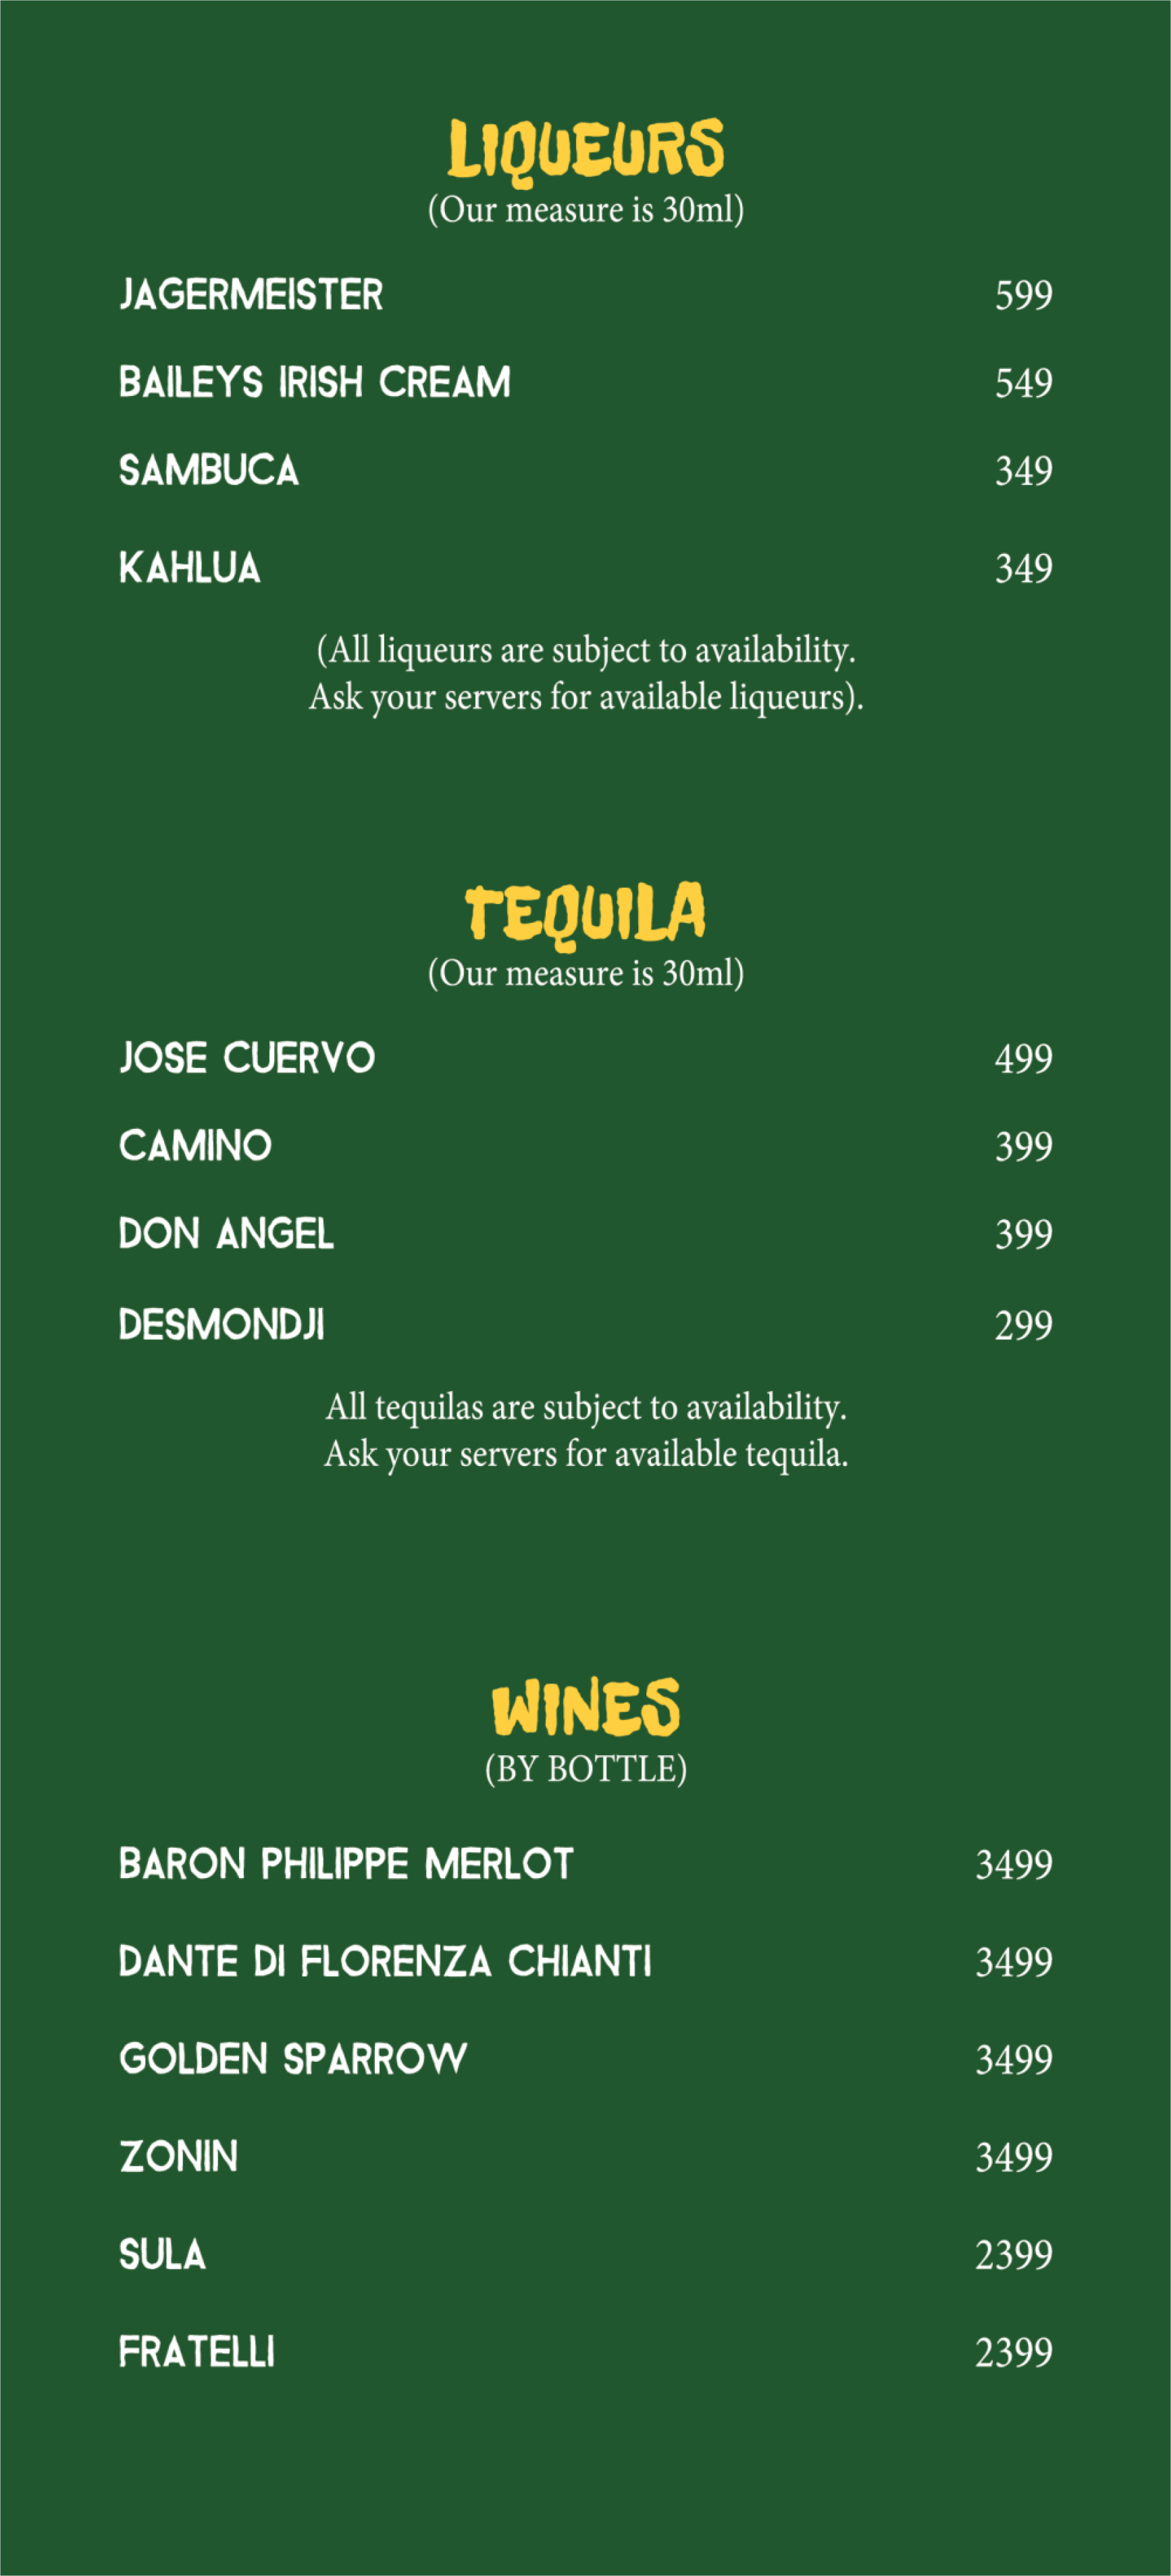 LIQUEURS
(Our measure is 30ml)
JAGERMEISTER 599
BAILEYS IRISH CREAM 549
SAMBUCA 349
KAHLUA 349
(All liqueurs are subject to availability.
Ask your servers for available liqueurs).
TEQUILA
(Our measure is 30ml)
JOSE CUERVO 499
CAMINO 399
DON ANGEL 399
DESMONDJI 299
All tequilas are subject to availability.
Ask your servers for available tequila.
WINES
(BY BOTTLE)
BARON PHILIPPE MERLOT 3499
DANTE DI FLORENZA CHIANTI 3499
GOLDEN SPARROW 3499
ZONIN 3499
SULA 2399
FRATELLI 2399